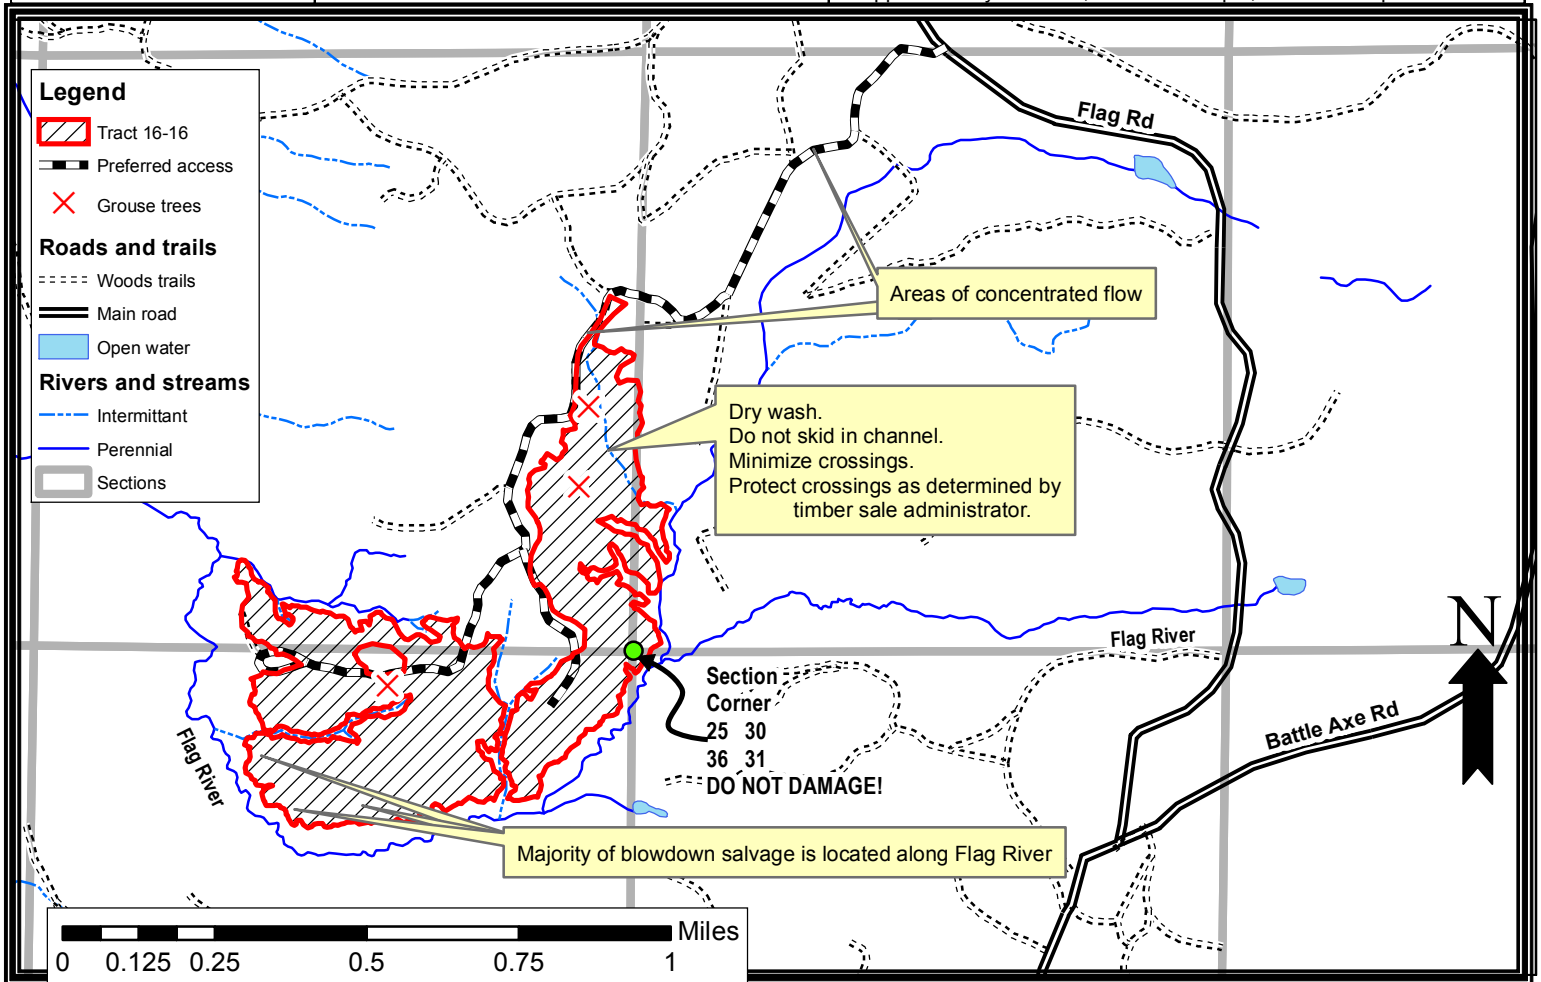 Legend
Tract 16-16
Preferred access
Grouse trees
Roads and trails
Woods trails
Main road
Open water
Rivers and streams
Intermittant
Perennial
Sections
Flag Rd
Areas of concentrated flow
Dry wash.
Do not skid in channel.
Minimize crossings.
Protect crossings as determined by
timber sale administrator.
Flag River
N
Section
Corner
25 30
36 31
DO NOT DAMAGE!
Battle Axe Rd
Flag River
Majority of blowdown salvage is located along Flag River
Miles
0 0.125 0.25 0.5 0.75 1